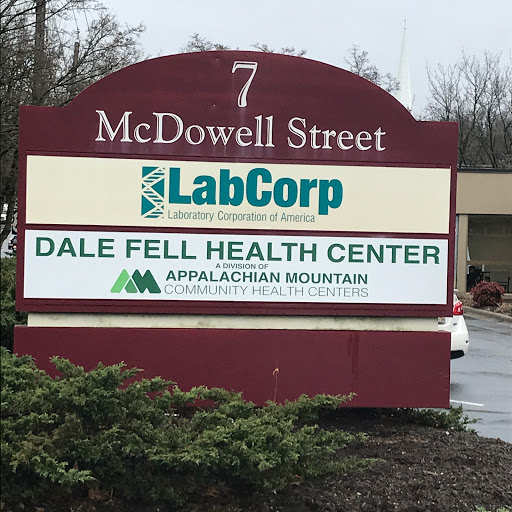 7
McDowell Street
LabCorp
Laboratory Corporation of America
DALE FELL HEALTH CENTER
A DIVISION OF
APPALACHIAN MOUNTAIN
COMMUNITY HEALTH CENTERS